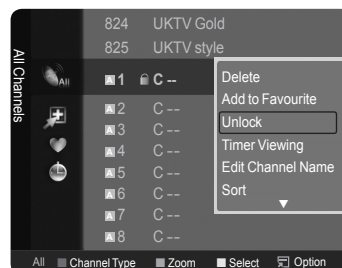 824 UKTV Gold
825 UKTV style
All Channels
All
A 1 C --
A 2 C --
A 3 C --
A 4 C --
A 5 C --
A 6 C --
A 7 C --
A 8 C --
Delete
Add to Favourite
Unlock
Timer Viewing
Edit Channel Name
Sort
All Channel Type Zoom Select Option